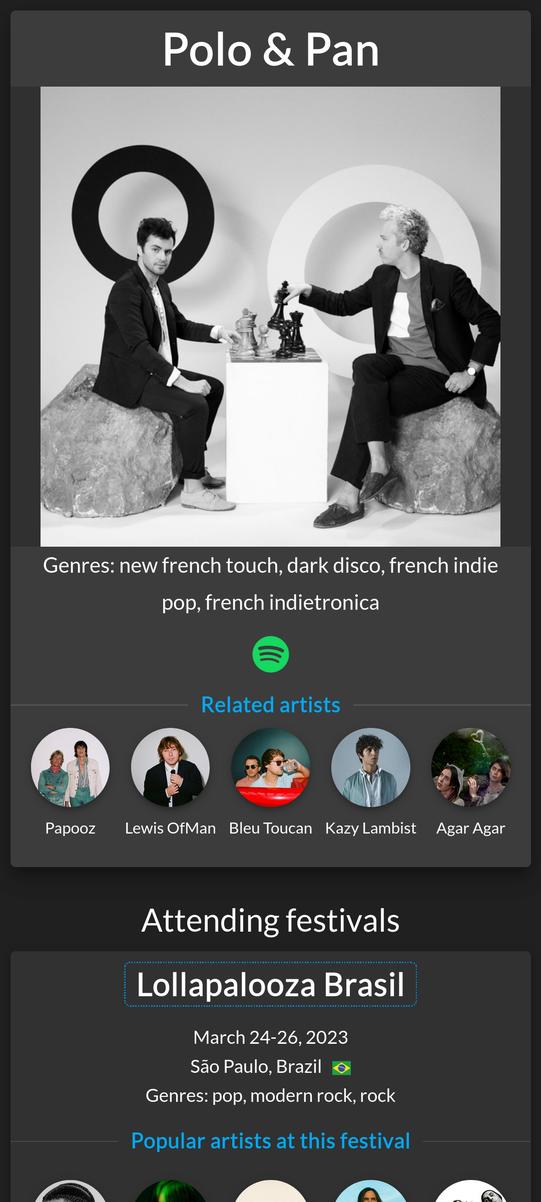 Polo & Pan
Genres: new french touch, dark disco, french indie
pop, french indietronica
Related artists
Papooz
Lewis OfMan
Bleu Toucan
Kazy Lambist
Agar Agar
Attending festivals
Lollapalooza Brasil
March 24-26, 2023
São Paulo, Brazil
Genres: pop, modern rock, rock
Popular artists at this festival